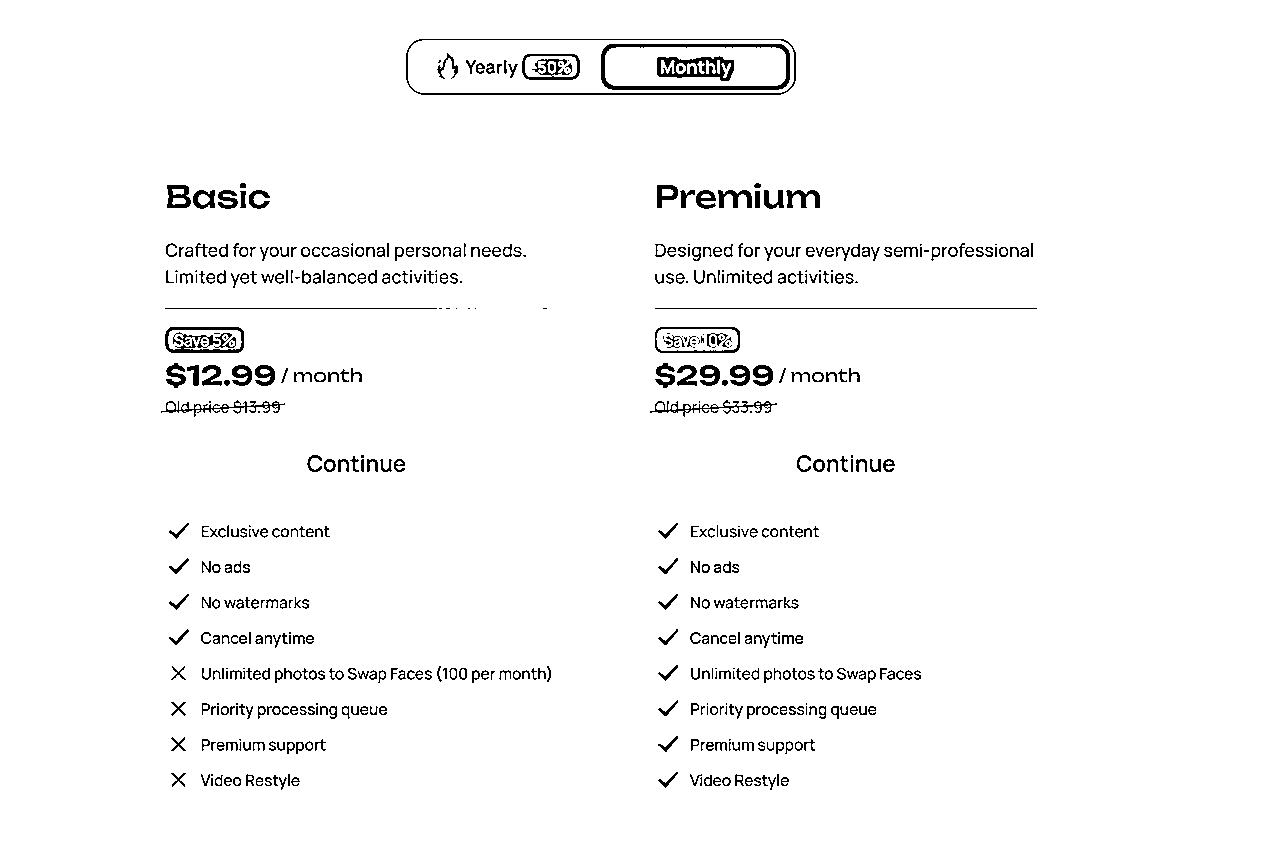 Yearly -50% Monthly
Basic
Crafted for your occasional personal needs.
Limited yet well-balanced activities.
Save 5%
$12.99 / month
Old price $13.99
Continue
Exclusive content
No ads
No watermarks
Cancel anytime
Unlimited photos to Swap Faces (100 per month)
Priority processing queue
Premium support
Video Restyle
Premium
Designed for your everyday semi-professional
use. Unlimited activities.
Save 10%
$29.99 / month
Old price $33.99
Continue
Exclusive content
No ads
No watermarks
Cancel anytime
Unlimited photos to Swap Faces
Priority processing queue
Premium support
Video Restyle